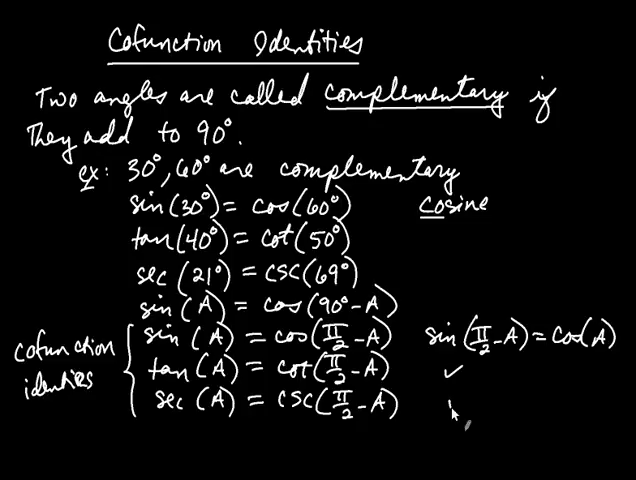 Cofunction Identities
Two angles are called complementary if
they add to 90°.
ex: 30°, 60° are complementary
sin(30°) = cos(60°) cosine
tan(40°) = cot(50°)
sec(21°) = csc(69°)
sin(A) = cos(90° - A)
cofunction identies
sin(A) = cos(π/2 - A) sin(π/2 - A) = cos(A)
tan(A) = cot(π/2 - A) ✓
sec(A) = csc(π/2 - A)